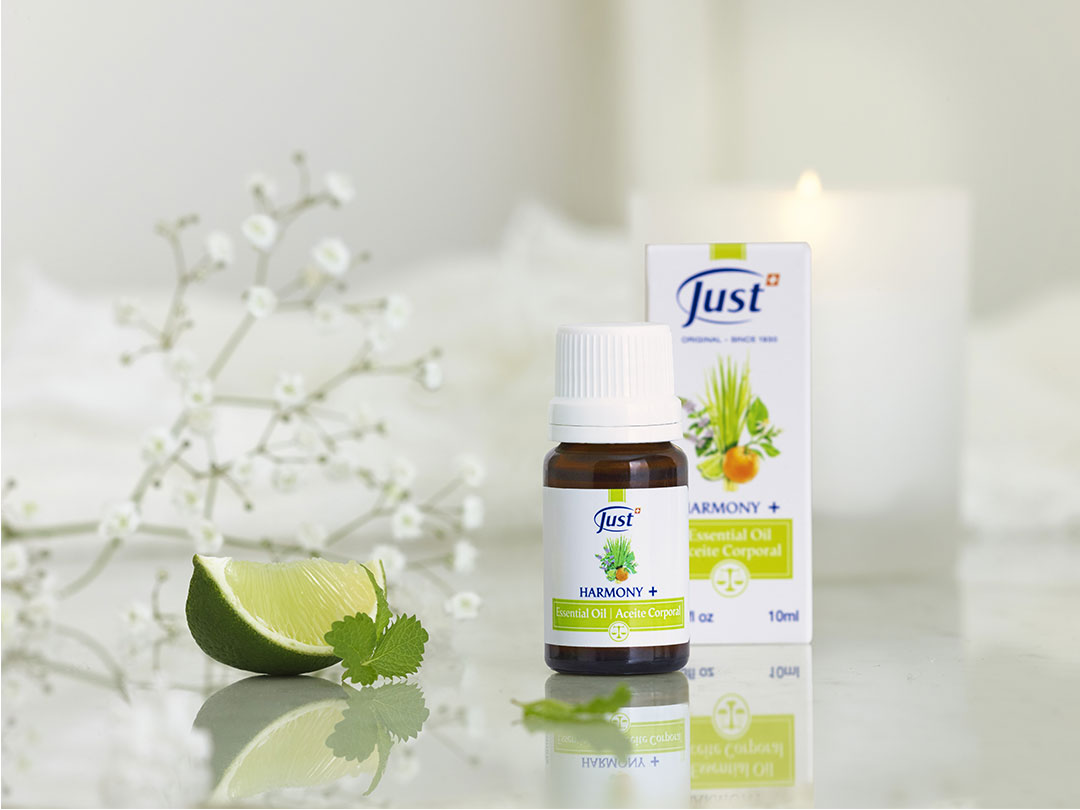 Just
ORIGINAL - SINCE 1930
HARMONY +
Essential Oil
Aceite Corporal
fl oz 10ml
Just
HARMONY +
Essential Oil | Aceite Corporal